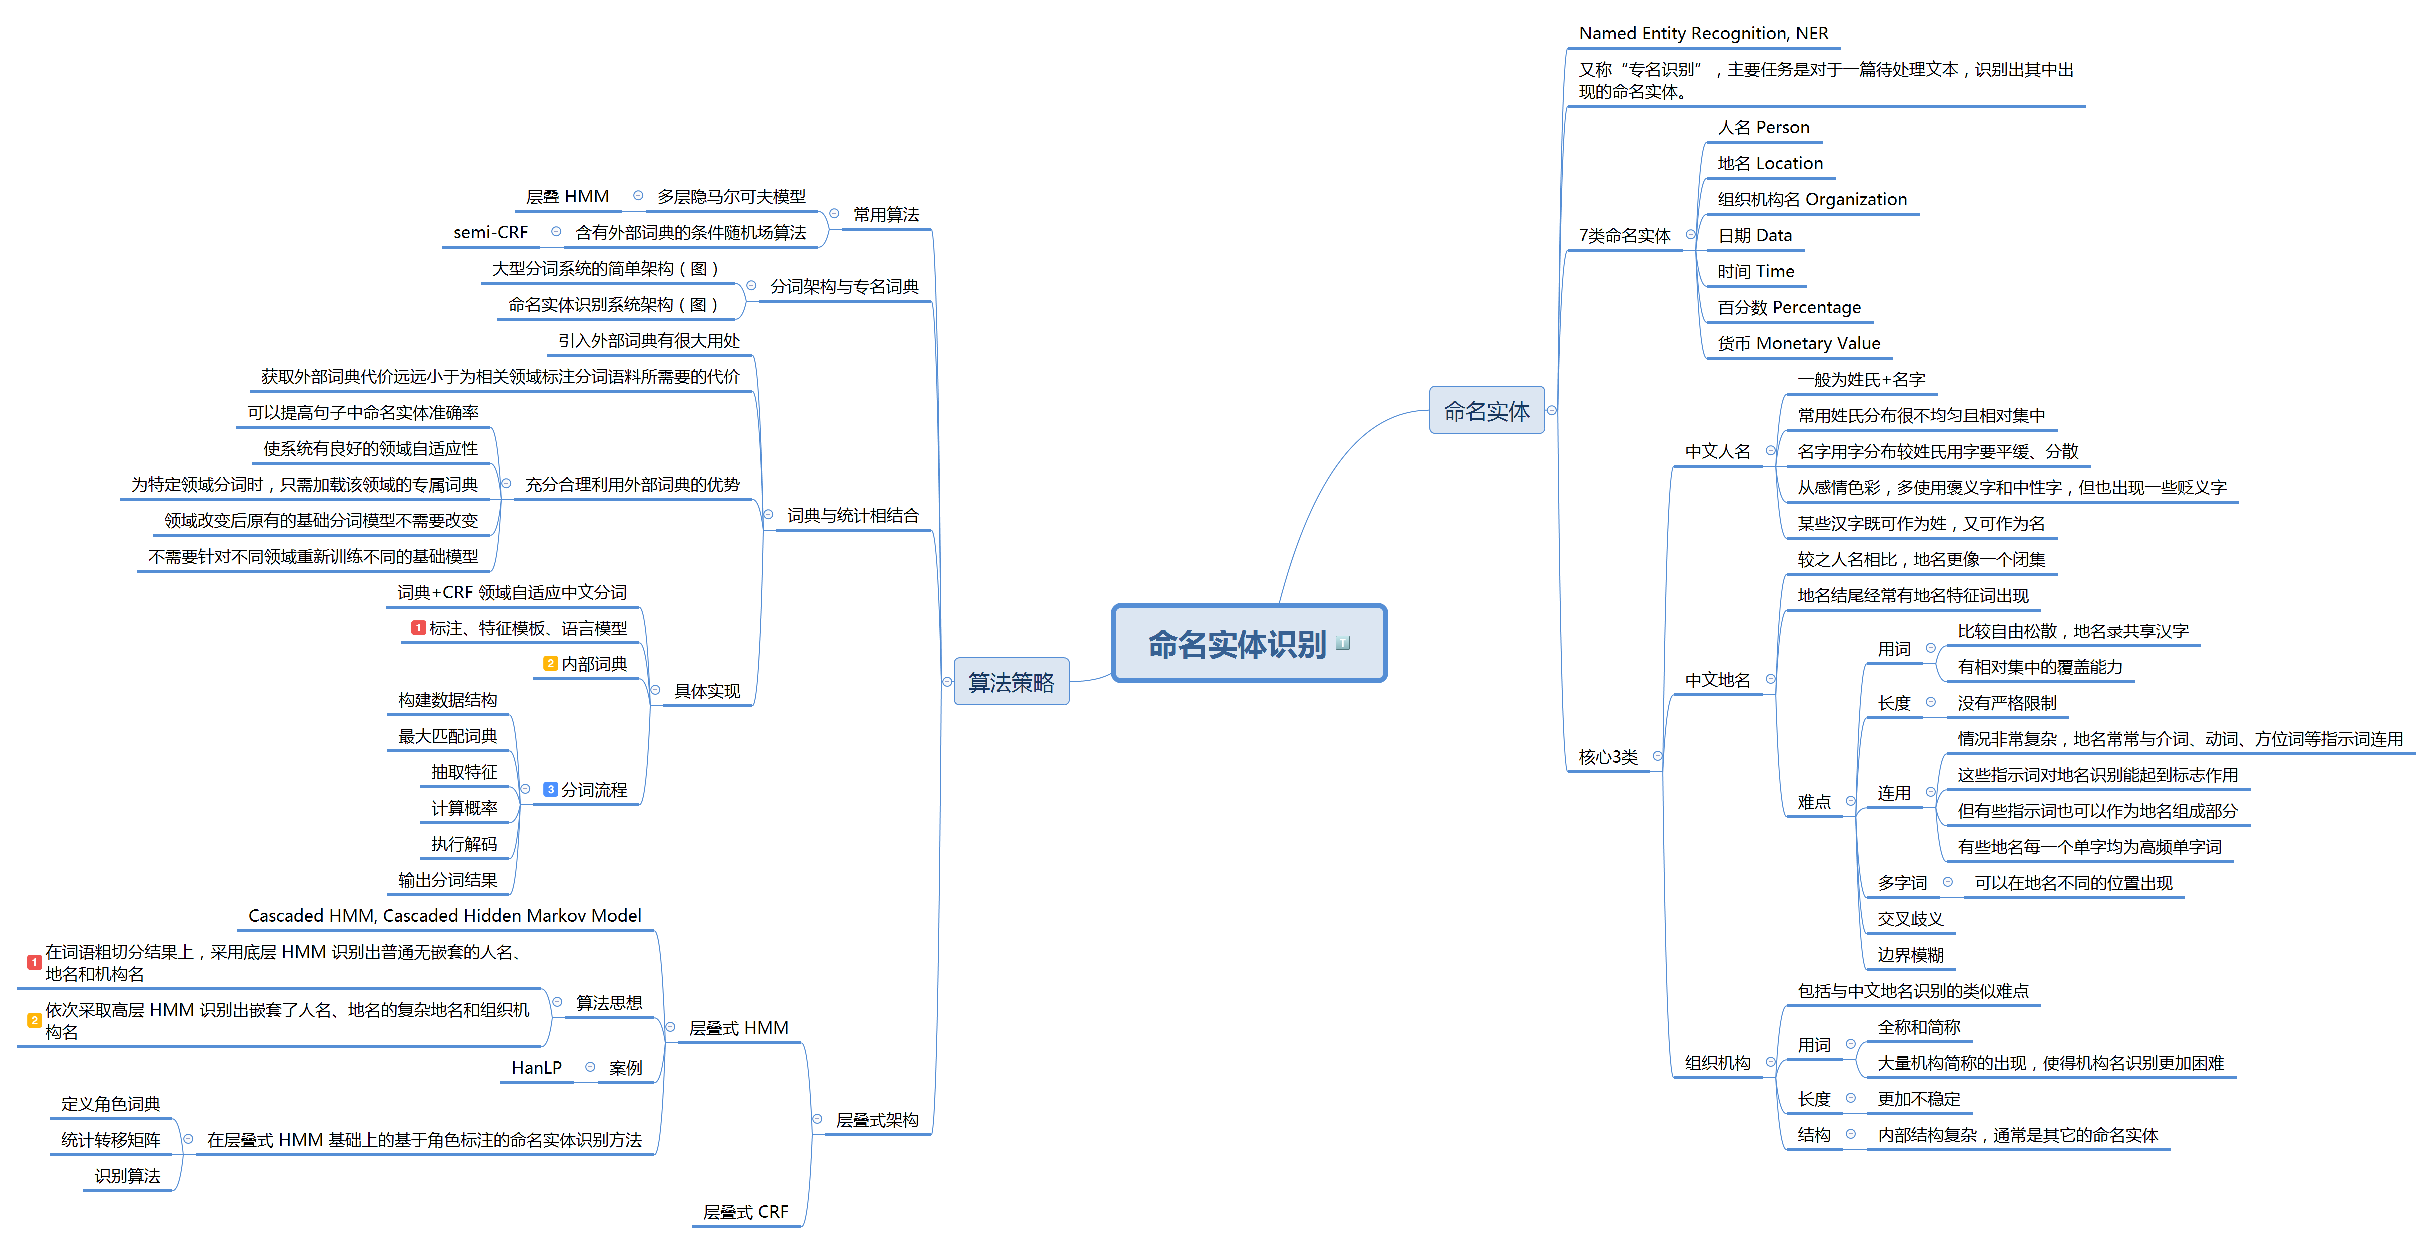 命名实体识别
命名实体
Named Entity Recognition, NER
又称“专名识别”，主要任务是对于一篇待处理文本，识别出其中出
现的命名实体。
7类命名实体
人名 Person
地名 Location
组织机构名 Organization
日期 Data
时间 Time
百分数 Percentage
货币 Monetary Value
核心3类
中文人名
一般为姓氏+名字
常用姓氏分布很不均匀且相对集中
名字用字分布较姓氏用字要平缓、分散
从感情色彩，多使用褒义字和中性字，但也出现一些贬义字
某些汉字既可作为姓，又可作为名
中文地名
较之人名相比，地名更像一个闭集
地名结尾经常有地名特征词出现
难点
用词
比较自由松散，地名录共享汉字
有相对集中的覆盖能力
长度
没有严格限制
连用
情况非常复杂，地名常常与介词、动词、方位词等指示词连用
这些指示词对地名识别能起到标志作用
但有些指示词也可以作为地名组成部分
有些地名每一个单字均为高频单字词
多字词
可以在地名不同的位置出现
交叉歧义
边界模糊
组织机构
包括与中文地名识别的类似难点
用词
全称和简称
大量机构简称的出现，使得机构名识别更加困难
长度
更加不稳定
结构
内部结构复杂，通常是其它的命名实体
算法策略
常用算法
多层隐马尔可夫模型
层叠 HMM
含有外部词典的条件随机场算法
semi-CRF
分词架构与专名词典
大型分词系统的简单架构（图）
命名实体识别系统架构（图）
词典与统计相结合
引入外部词典有很大用处
获取外部词典代价远远小于为相关领域标注分词语料所需要的代价
充分合理利用外部词典的优势
可以提高句子中命名实体准确率
使系统有良好的领域自适应性
为特定领域分词时，只需加载该领域的专属词典
领域改变后原有的基础分词模型不需要改变
不需要针对不同领域重新训练不同的基础模型
具体实现
词典+CRF 领域自适应中文分词
1 标注、特征模板、语言模型
2 内部词典
3 分词流程
构建数据结构
最大匹配词典
抽取特征
计算概率
执行解码
输出分词结果
层叠式架构
层叠式 HMM
Cascaded HMM, Cascaded Hidden Markov Model
算法思想
1 在词语粗切分结果上，采用底层 HMM 识别出普通无嵌套的人名、
地名和机构名
2 依次采取高层 HMM 识别出嵌套了人名、地名的复杂地名和组织机
构名
案例
HanLP
在层叠式 HMM 基础上的基于角色标注的命名实体识别方法
定义角色词典
统计转移矩阵
识别算法
层叠式 CRF